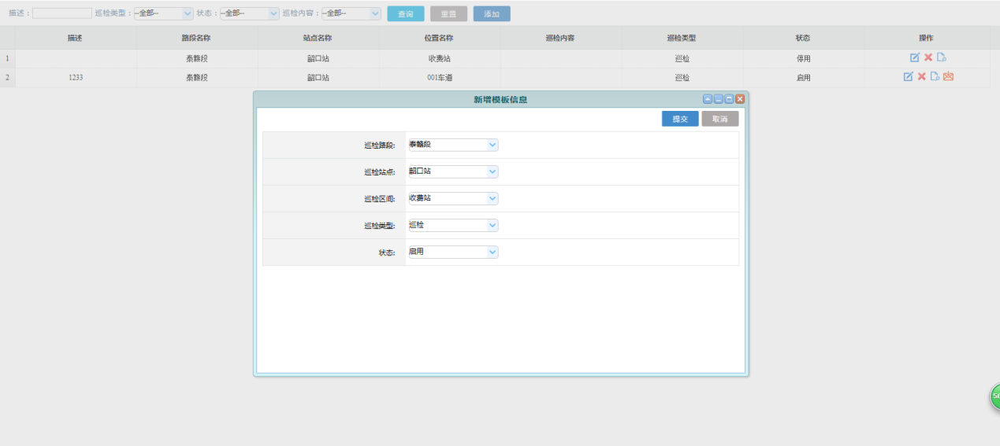 描述： 巡检类型：--全部-- 状态：--全部-- 巡检内容：--全部-- 查询 重置 添加
描述 路段名称 站点名称 位置名称 巡检内容 巡检类型 状态 操作
1 泰赣段 韶口站 收费站 巡检 停用
2 1233 泰赣段 韶口站 001车道 巡检 启用
新增模板信息
提交 取消
巡检路段: 泰赣段
巡检站点: 韶口站
巡检区间: 收费站
巡检类型: 巡检
状态: 启用